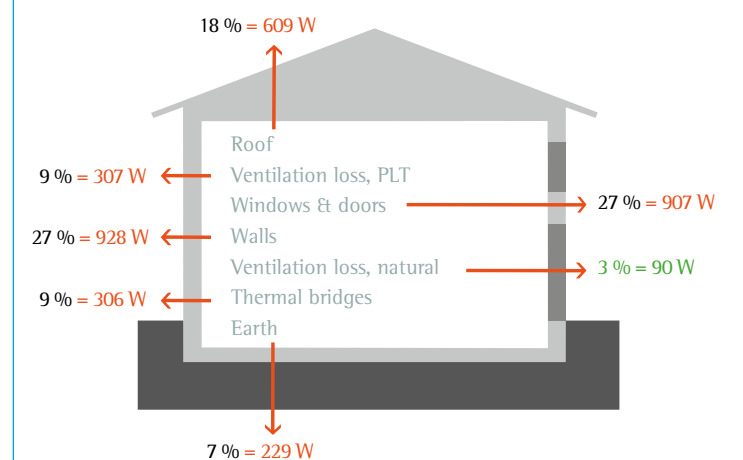 18 % = 609 W
Roof
9 % = 307 W
Ventilation loss, PLT
Windows & doors
27 % = 907 W
27 % = 928 W
Walls
Ventilation loss, natural
3 % = 90 W
9 % = 306 W
Thermal bridges
Earth
7 % = 229 W